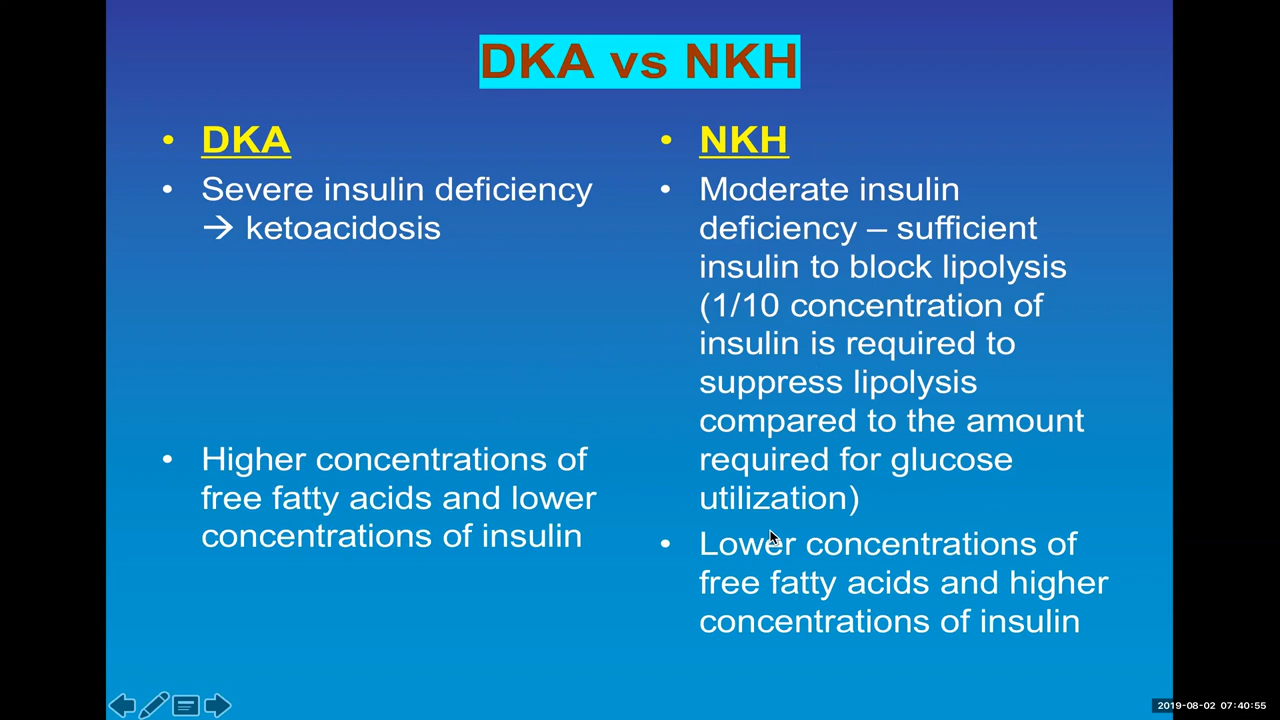 DKA vs NKH
• DKA
• Severe insulin deficiency
→ ketoacidosis
• Higher concentrations of
free fatty acids and lower
concentrations of insulin
• NKH
• Moderate insulin
deficiency – sufficient
insulin to block lipolysis
(1/10 concentration of
insulin is required to
suppress lipolysis
compared to the amount
required for glucose
utilization)
• Lower concentrations of
free fatty acids and higher
concentrations of insulin
2019-08-02 07:40:55